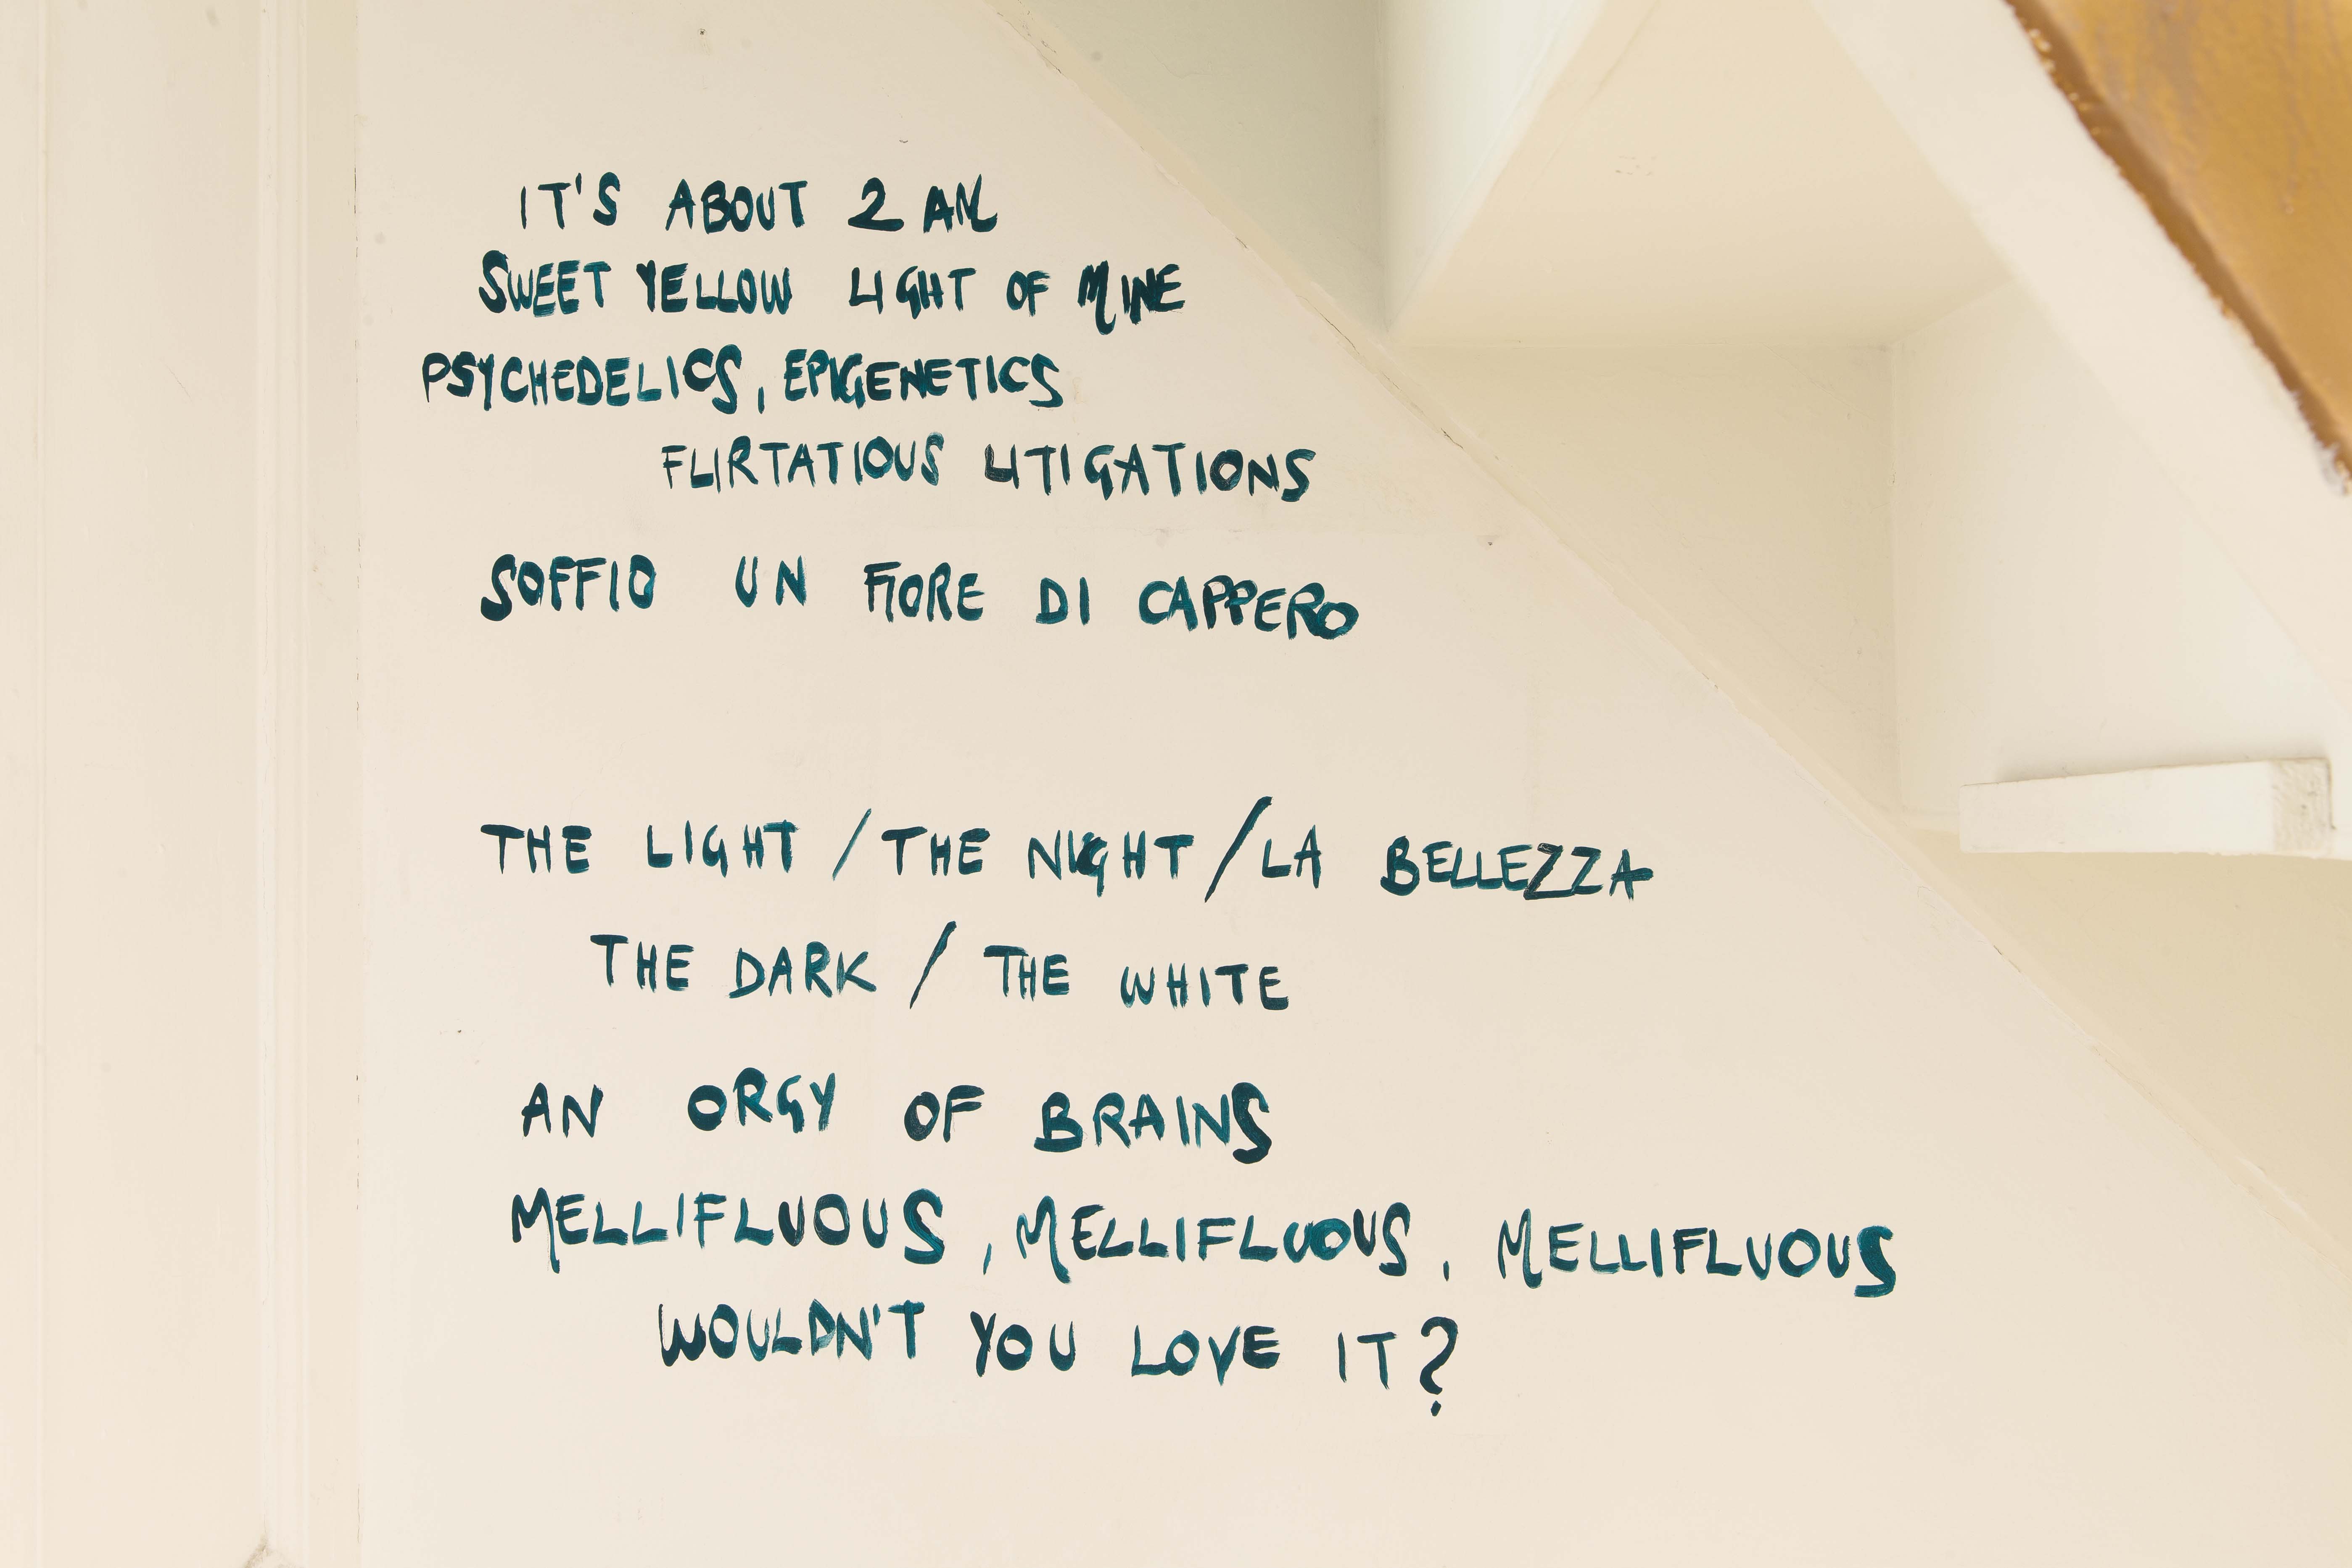 IT'S ABOUT 2 AM
SWEET YELLOW LIGHT OF MINE
PSYCHEDELICS, EPIGENETICS
FLIRTATIOUS LITIGATIONS
SOFFIO UN FIORE DI CAPPERO
THE LIGHT / THE NIGHT / LA BELLEZZA
THE DARK / THE WHITE
AN ORGY OF BRAINS
MELLIFLUOUS, MELLIFLUOUS, MELLIFLUOUS
WOULDN'T YOU LOVE IT?